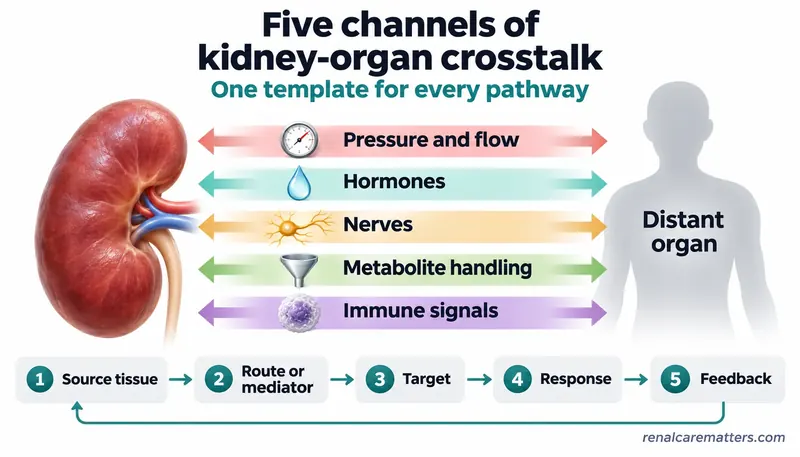 Five channels of
kidney-organ crosstalk
One template for every pathway
Pressure and flow
Hormones
Nerves
Metabolite handling
Immune signals
Distant
organ
1 Source tissue
2 Route or
mediator
3 Target
4 Response
5 Feedback
renalcarematters.com